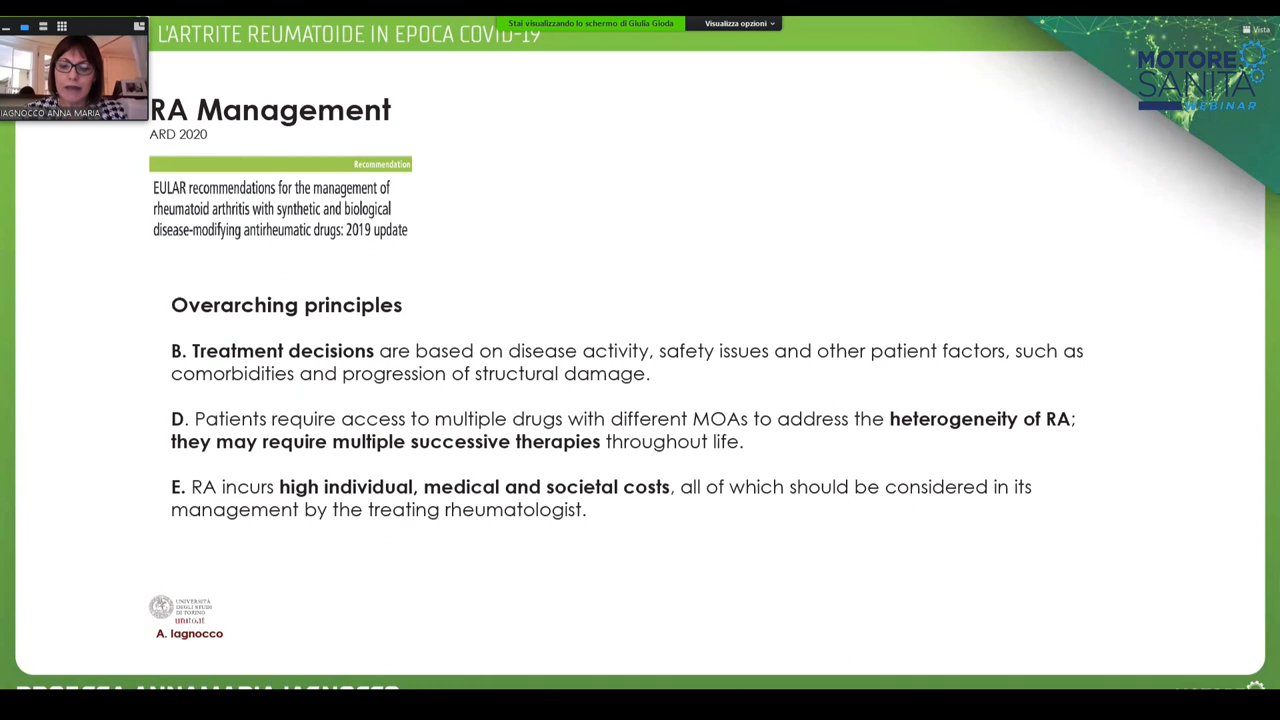 Stai visualizzando lo schermo di Giulia Gioda
Visualizza opzioni
Vista
L'ARTRITE REUMATOIDE IN EPOCA COVID-19
MOTORE
SANITÀ
WEBINAR
IAGNOCCO ANNA MARIA
RA Management
ARD 2020
Recommendation
EULAR recommendations for the management of
rheumatoid arthritis with synthetic and biological
disease-modifying antirheumatic drugs: 2019 update
Overarching principles
B. Treatment decisions are based on disease activity, safety issues and other patient factors, such as
comorbidities and progression of structural damage.
D. Patients require access to multiple drugs with different MOAs to address the heterogeneity of RA;
they may require multiple successive therapies throughout life.
E. RA incurs high individual, medical and societal costs, all of which should be considered in its
management by the treating rheumatologist.
UNIVERSITÀ
DEGLI STUDI
DI TORINO
unito.it
A. Iagnocco